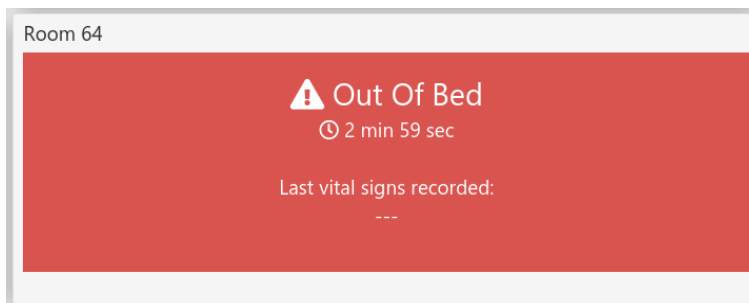 Room 64
Out Of Bed
2 min 59 sec
Last vital signs recorded:
---